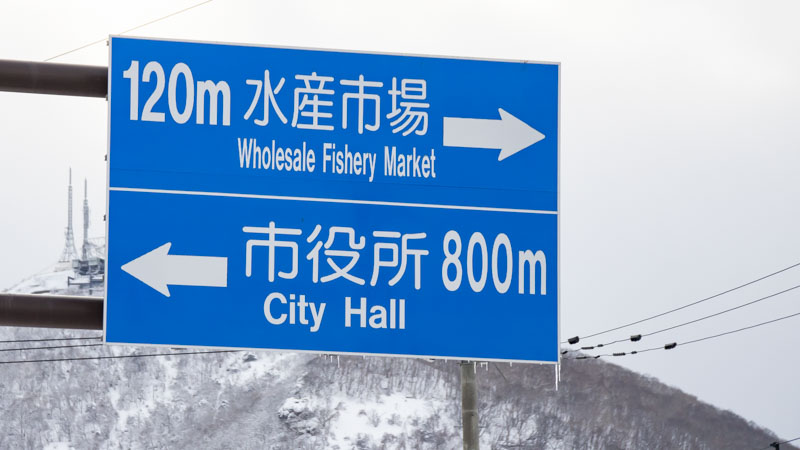 120m 水産市場
Wholesale Fishery Market
市役所 800m
City Hall